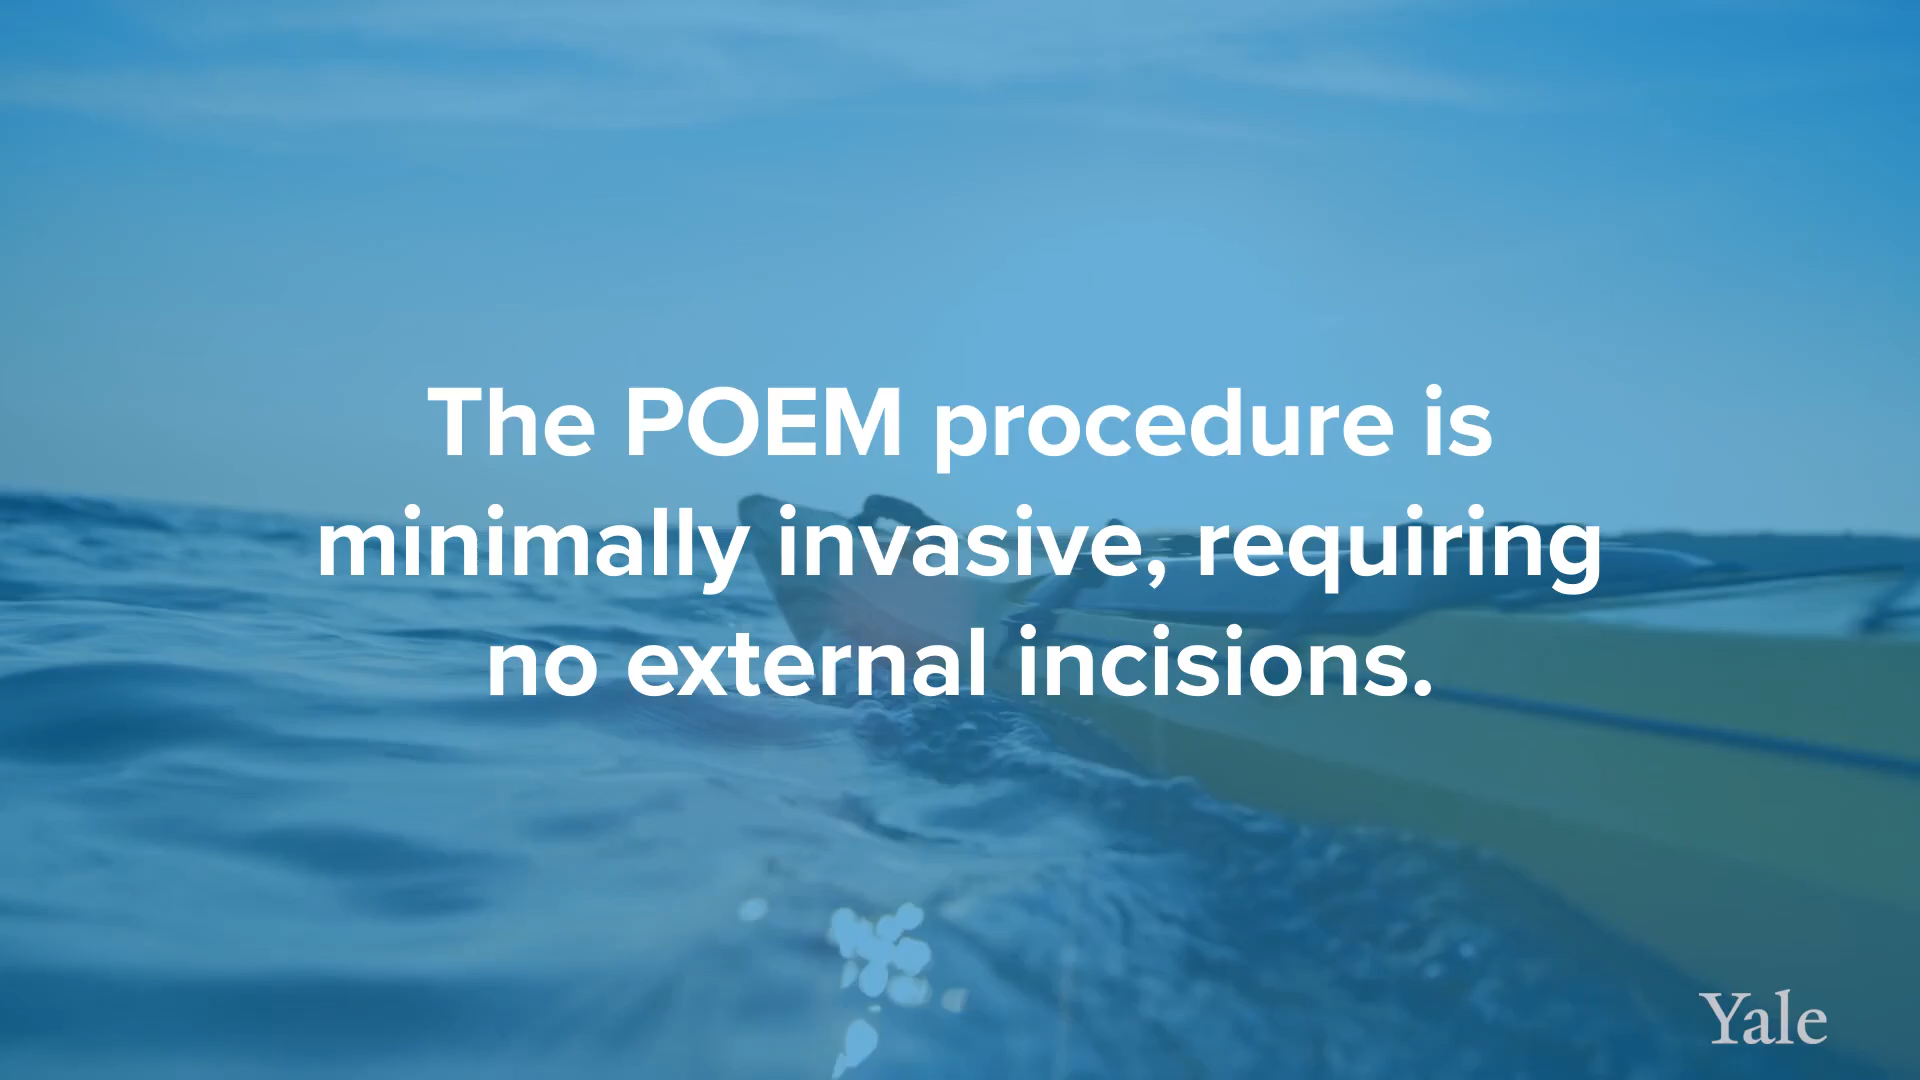 The POEM procedure is
minimally invasive, requiring
no external incisions.
Yale